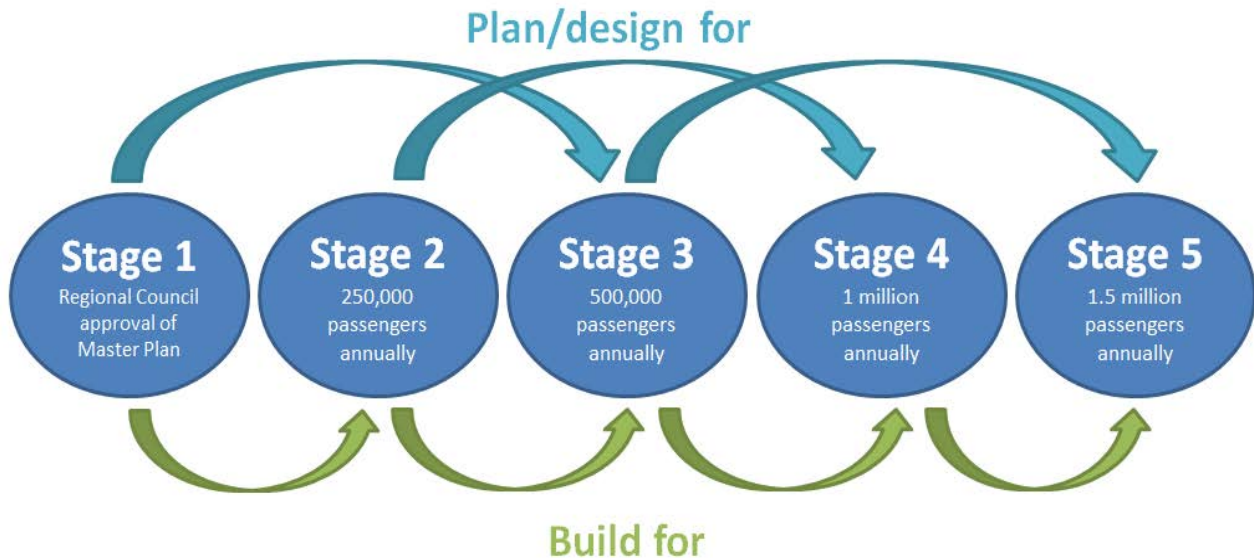 Plan/design for
Stage 1
Regional Council
approval of
Master Plan
Stage 2
250,000
passengers
annually
Stage 3
500,000
passengers
annually
Stage 4
1 million
passengers
annually
Stage 5
1.5 million
passengers
annually
Build for